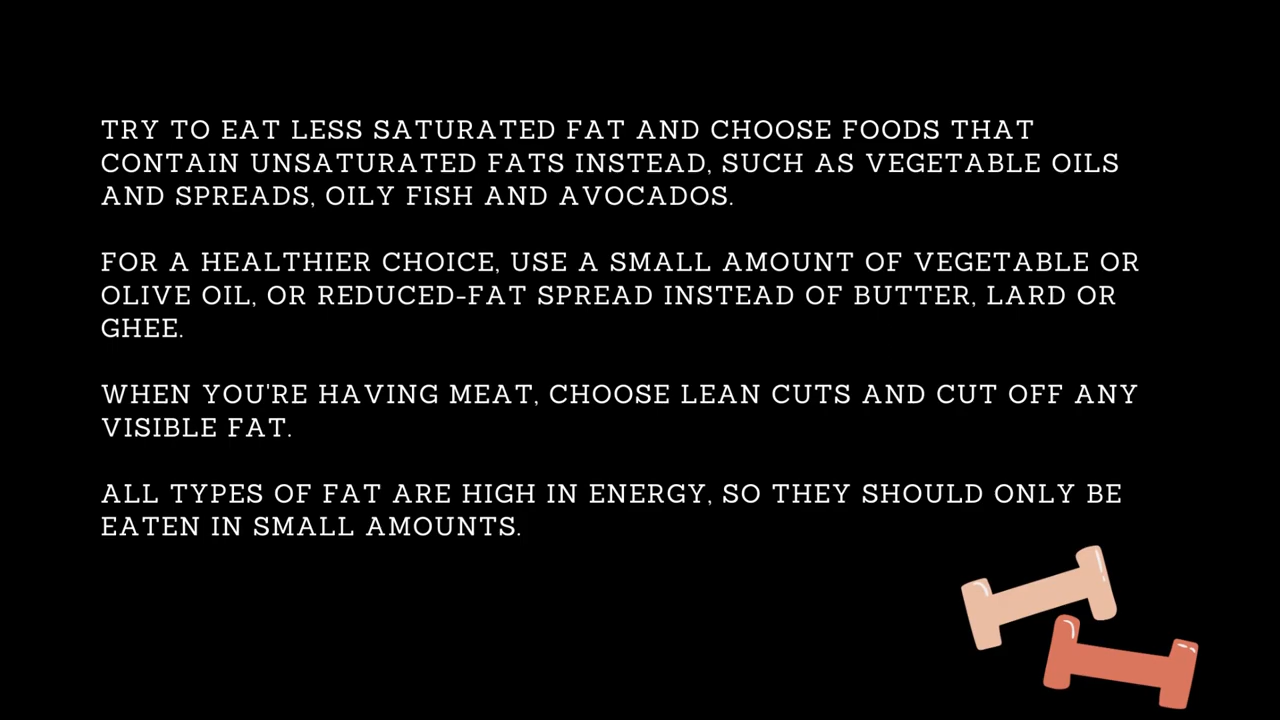 TRY TO EAT LESS SATURATED FAT AND CHOOSE FOODS THAT
CONTAIN UNSATURATED FATS INSTEAD, SUCH AS VEGETABLE OILS
AND SPREADS, OILY FISH AND AVOCADOS.
FOR A HEALTHIER CHOICE, USE A SMALL AMOUNT OF VEGETABLE OR
OLIVE OIL, OR REDUCED-FAT SPREAD INSTEAD OF BUTTER, LARD OR
GHEE.
WHEN YOU'RE HAVING MEAT, CHOOSE LEAN CUTS AND CUT OFF ANY
VISIBLE FAT.
ALL TYPES OF FAT ARE HIGH IN ENERGY, SO THEY SHOULD ONLY BE
EATEN IN SMALL AMOUNTS.